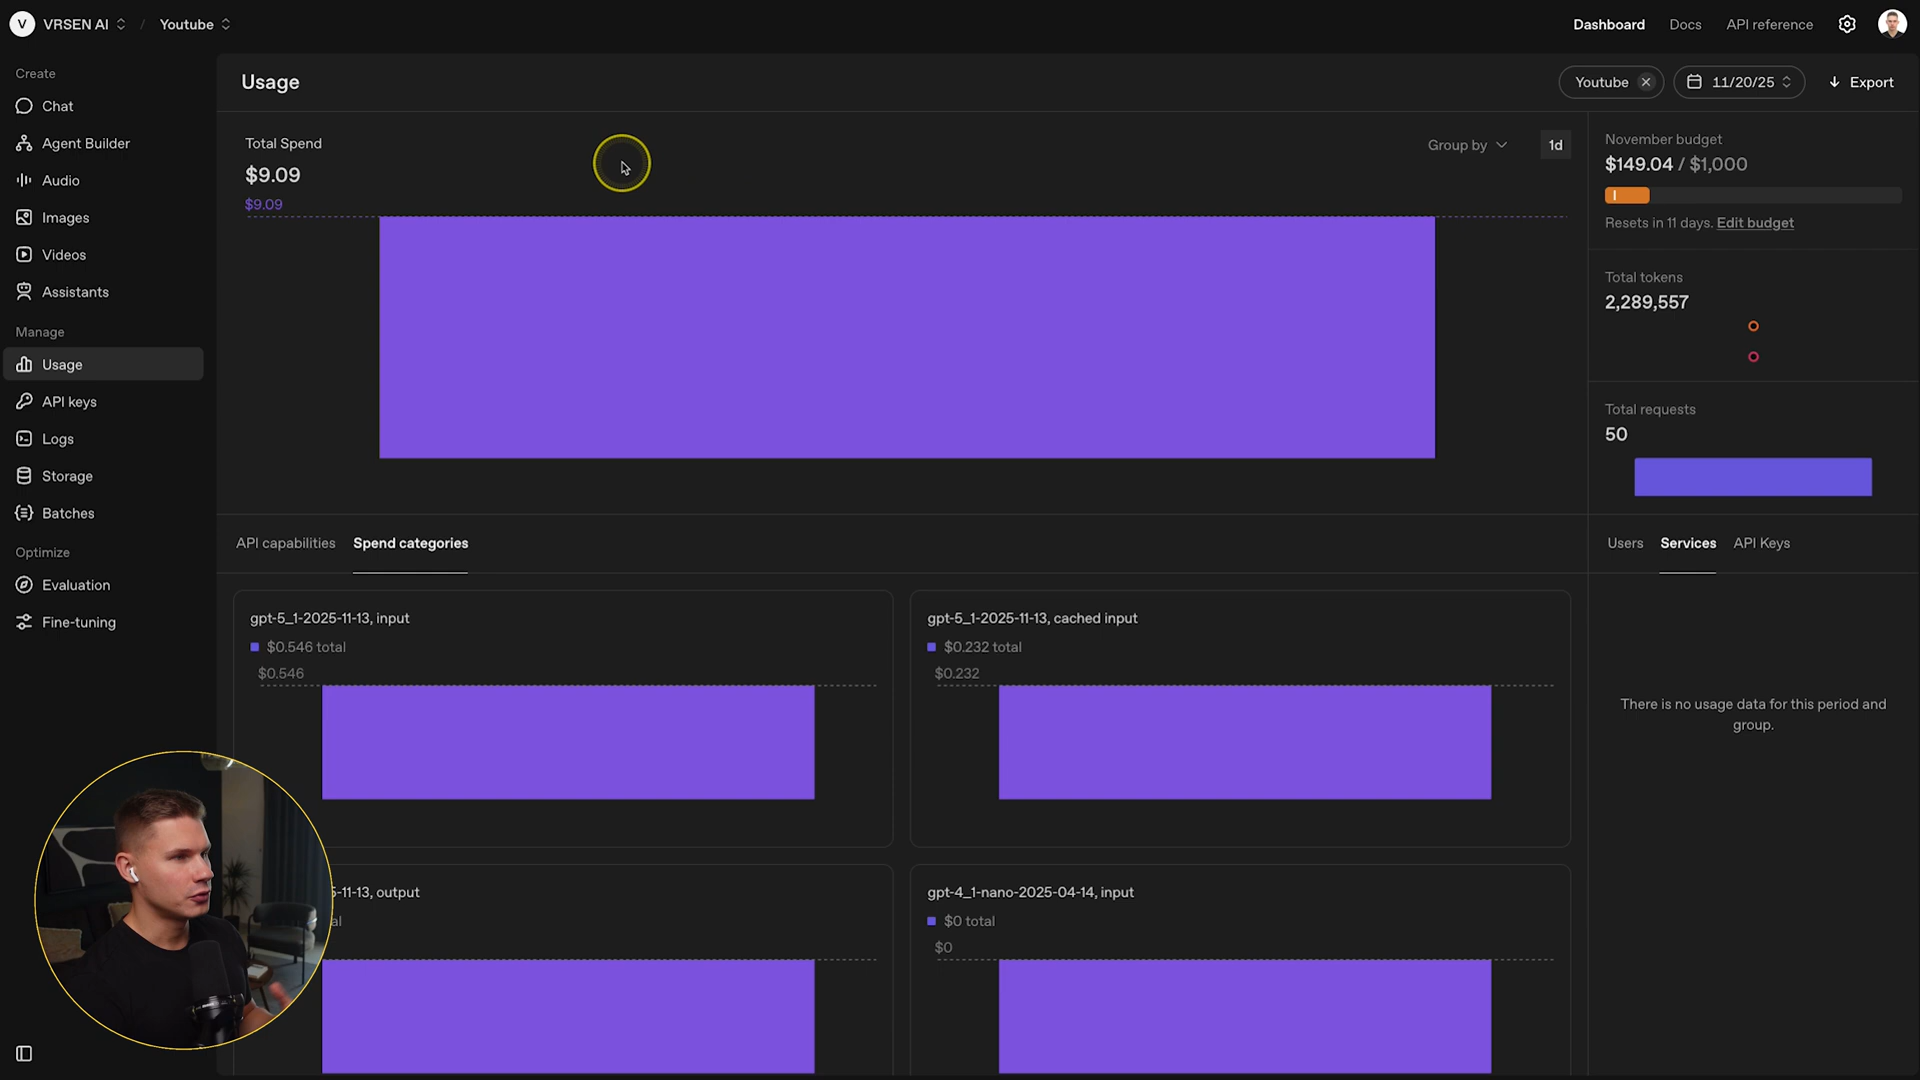 V VRSEN AI / Youtube
Dashboard Docs API reference
Create
Chat
Agent Builder
Audio
Images
Videos
Assistants
Manage
Usage
API keys
Logs
Storage
Batches
Optimize
Evaluation
Fine-tuning
Usage
Youtube
11/20/25
Export
Total Spend
$9.09
$9.09
Group by
1d
November budget
$149.04 / $1,000
Resets in 11 days. Edit budget
Total tokens
2,289,557
Total requests
50
API capabilities Spend categories
gpt-5_1-2025-11-13, input
$0.546 total
$0.546
gpt-5_1-2025-11-13, cached input
$0.232 total
$0.232
-11-13, output
gpt-4_1-nano-2025-04-14, input
$0 total
$0
Users Services API Keys
There is no usage data for this period and
group.